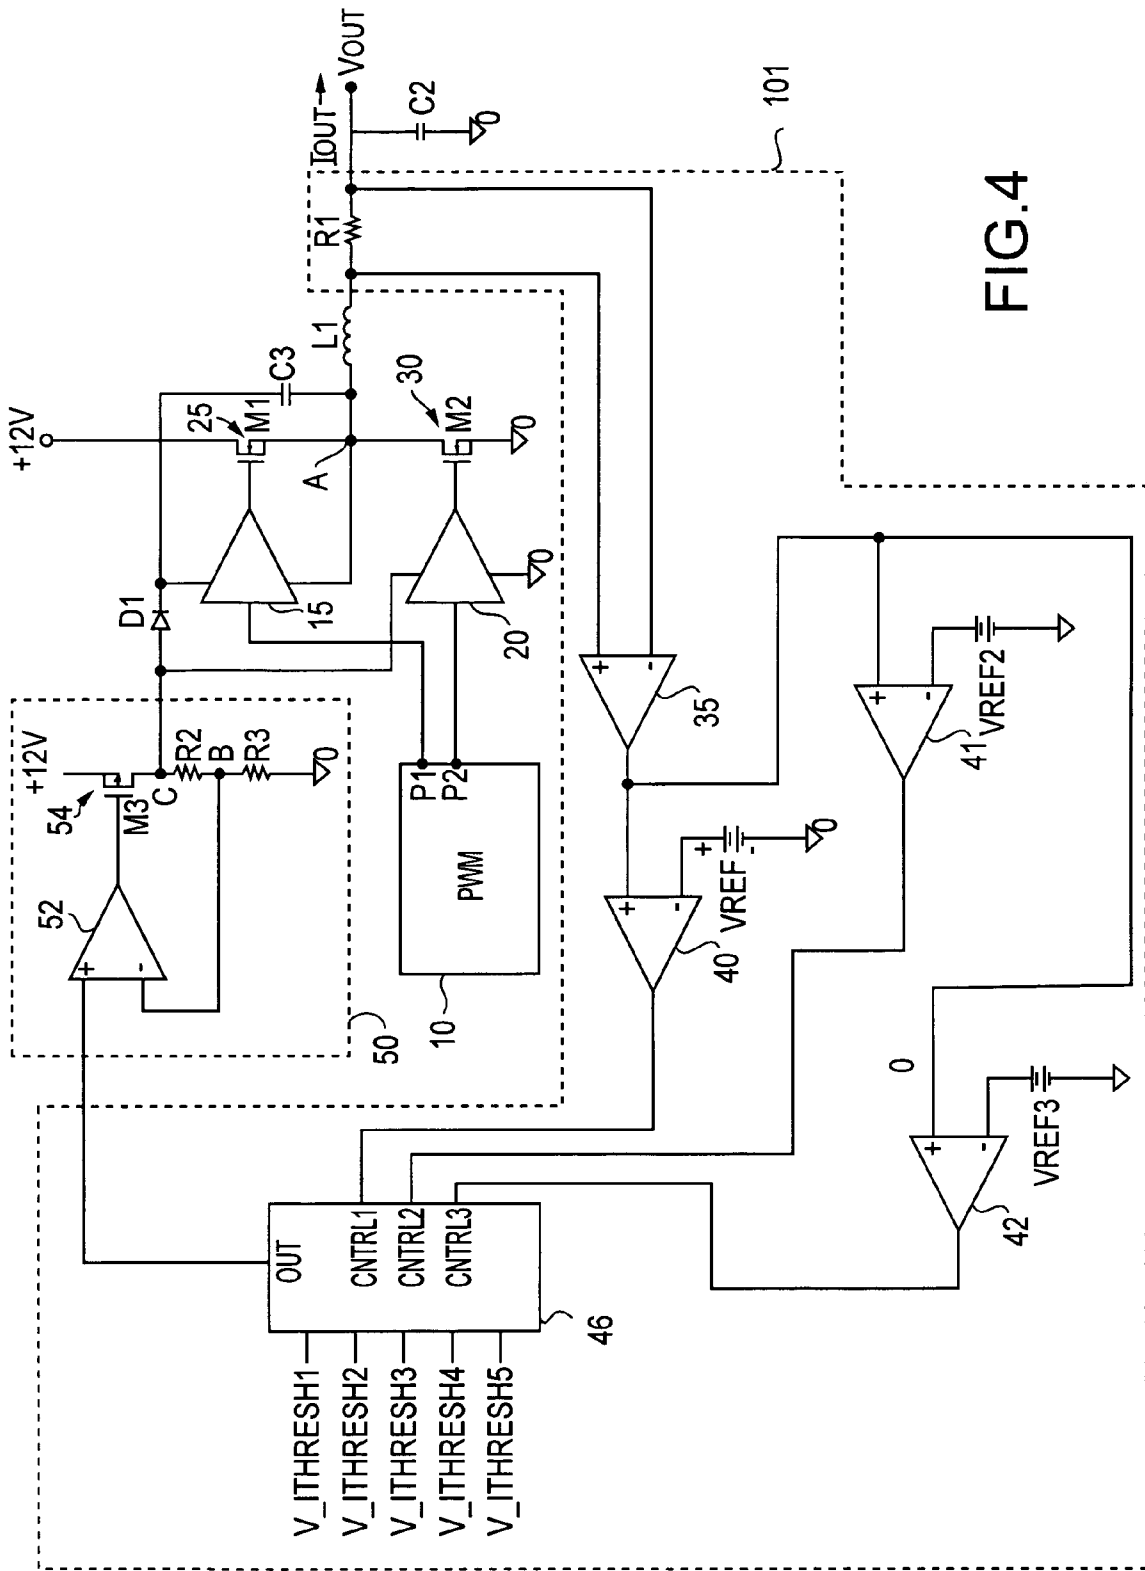 +12V
+12V
54
M3
C
R2
B
R3
0
52
50
D1
C3
25
M1
A
15
L1
30
M2
0
20
0
R1
IOUT
VOUT
C2
0
101
P1
P2
PWM
10
35
+
-
+
-
+
-
40
+
VREF
-
0
+
-
41
VREF2
0
+
-
42
VREF3
OUT
CNTRL1
CNTRL2
CNTRL3
46
V_ITHRESH1
V_ITHRESH2
V_ITHRESH3
V_ITHRESH4
V_ITHRESH5
FIG.4